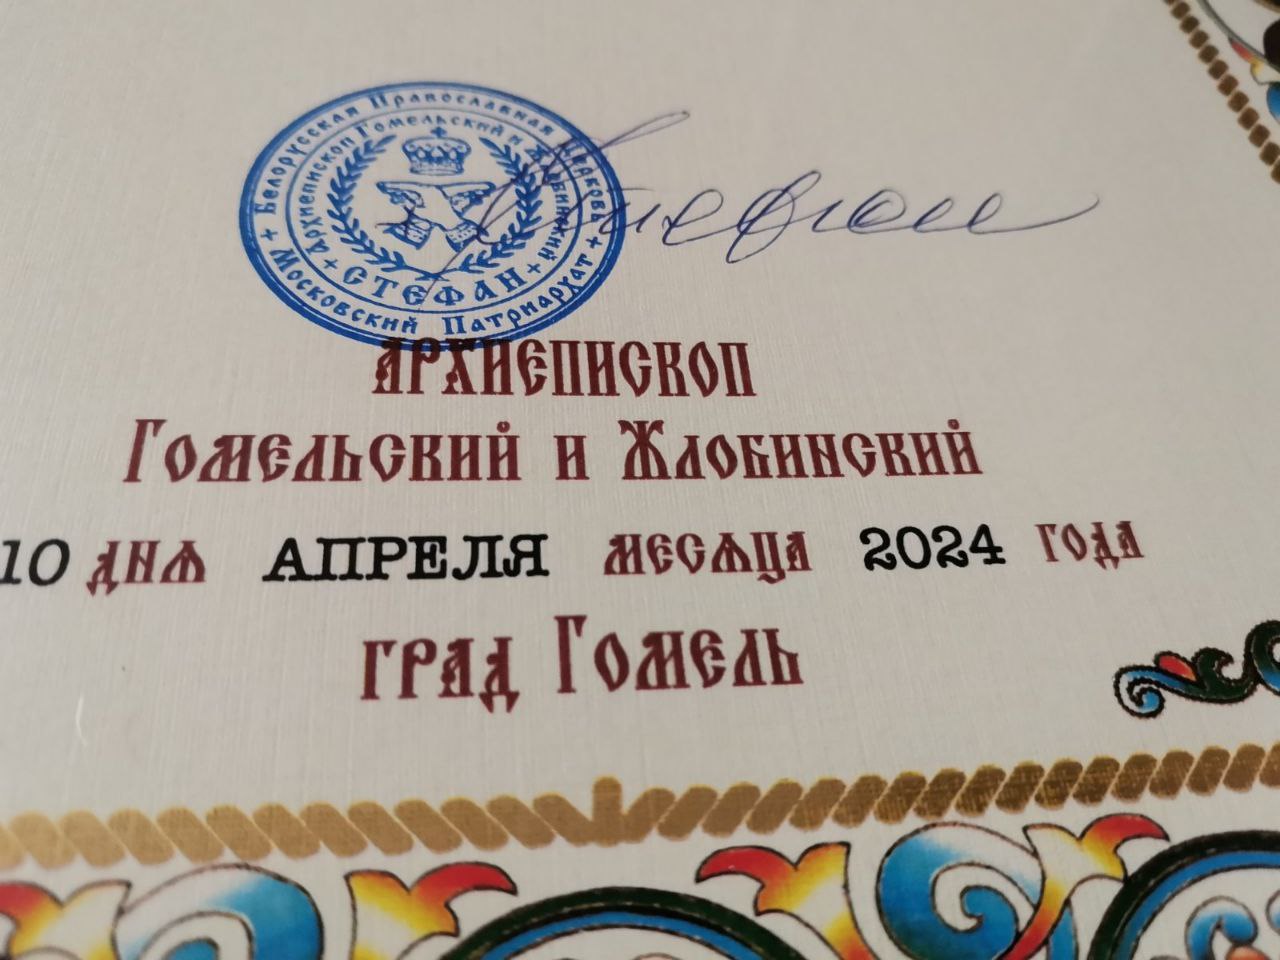 Белорусская Православная Церковь
Московский Патриархат
Архиепископ Гомельский и Жлобинский
СТЕФАН
Стефан
АРХИЕПИСКОП
Гомельский и Жлобинский
10 дня АПРЕЛЯ месяца 2024 года
град Гомель